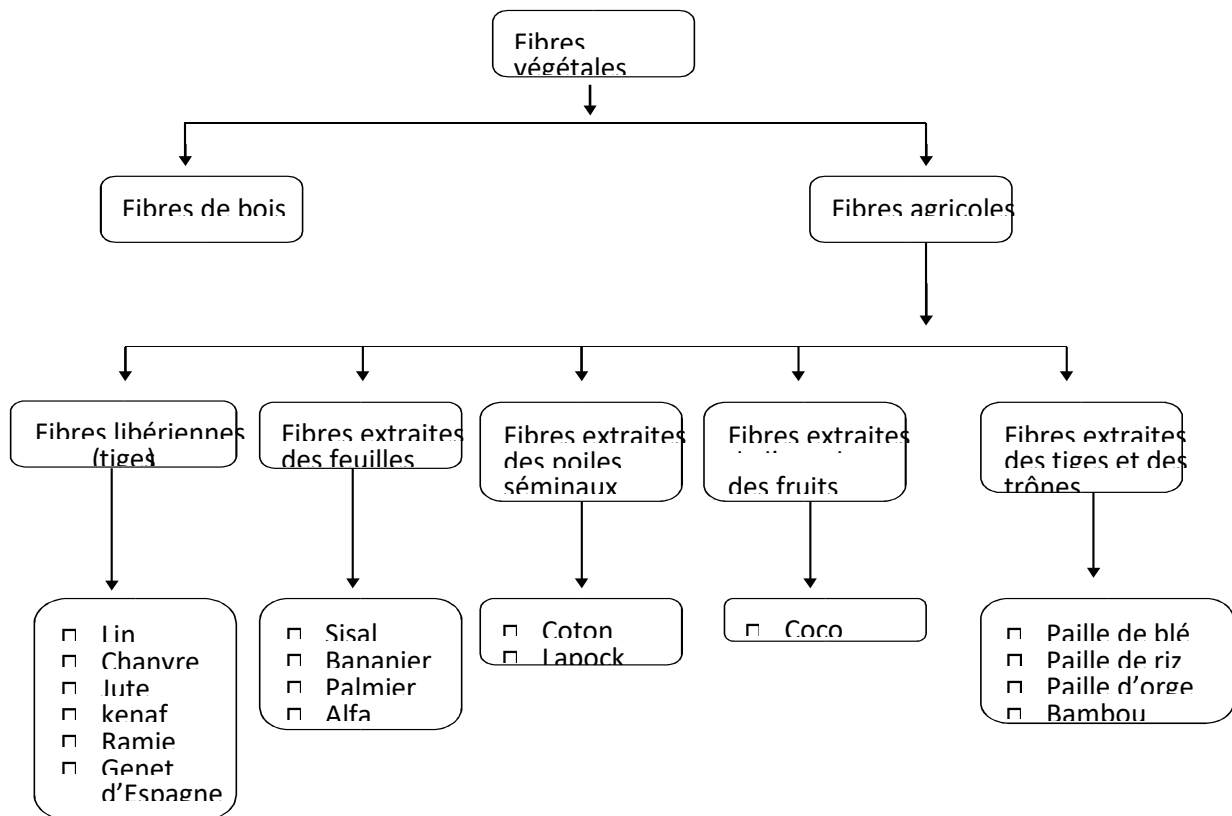 Fibres
végétales
Fibres de bois
Fibres agricoles
Fibres libériennes
(tiges)
Fibres extraites
des feuilles
Fibres extraites
des poiles
séminaux
Fibres extraites
des fruits
Fibres extraites
des tiges et des
trônes
Lin
Chanvre
Jute
kenaf
Ramie
Genet
d'Espagne
Sisal
Bananier
Palmier
Alfa
Coton
Lapock
Coco
Paille de blé
Paille de riz
Paille d'orge
Bambou